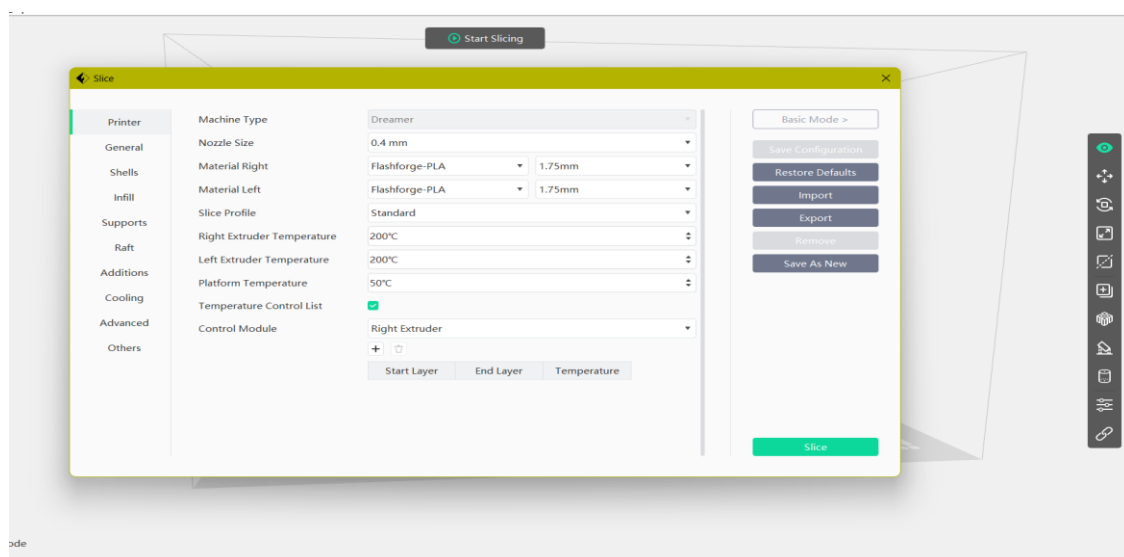 Start Slicing
Slice
Printer
General
Shells
Infill
Supports
Raft
Additions
Cooling
Advanced
Others
Machine Type Dreamer
Nozzle Size 0.4 mm
Material Right Flashforge-PLA 1.75mm
Material Left Flashforge-PLA 1.75mm
Slice Profile Standard
Right Extruder Temperature 200℃
Left Extruder Temperature 200℃
Platform Temperature 50℃
Temperature Control List
Control Module Right Extruder
+
Start Layer End Layer Temperature
Basic Mode >
Save Configuration
Restore Defaults
Import
Export
Remove
Save As New
Slice
ode